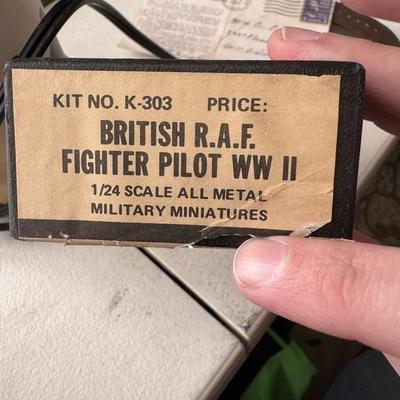 KIT NO. K-303 PRICE:
BRITISH R.A.F.
FIGHTER PILOT WW II
1/24 SCALE ALL METAL
MILITARY MINIATURES